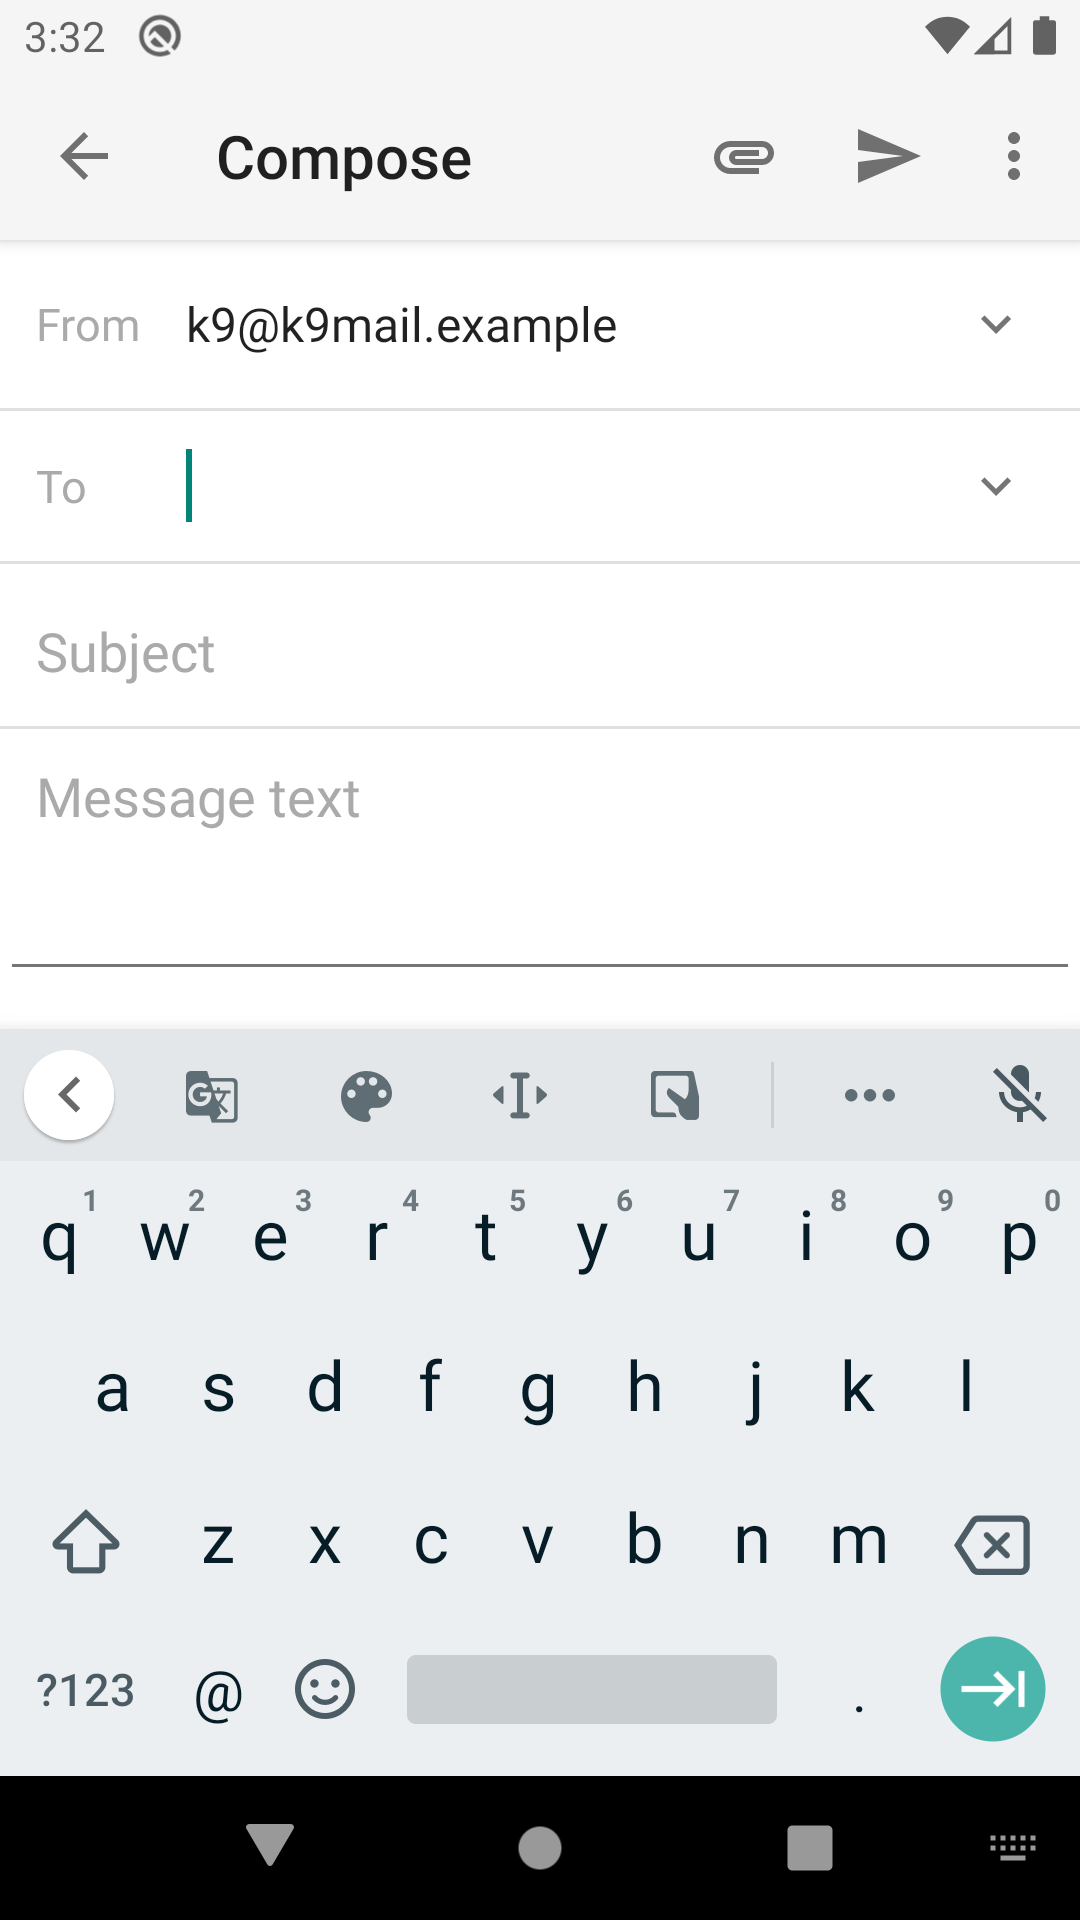 3:32
Compose
From k9@k9mail.example
To
Subject
Message text
G 文
1 2 3 4 5 6 7 8 9 0
q w e r t y u i o p
a s d f g h j k l
z x c v b n m
?123 @ .